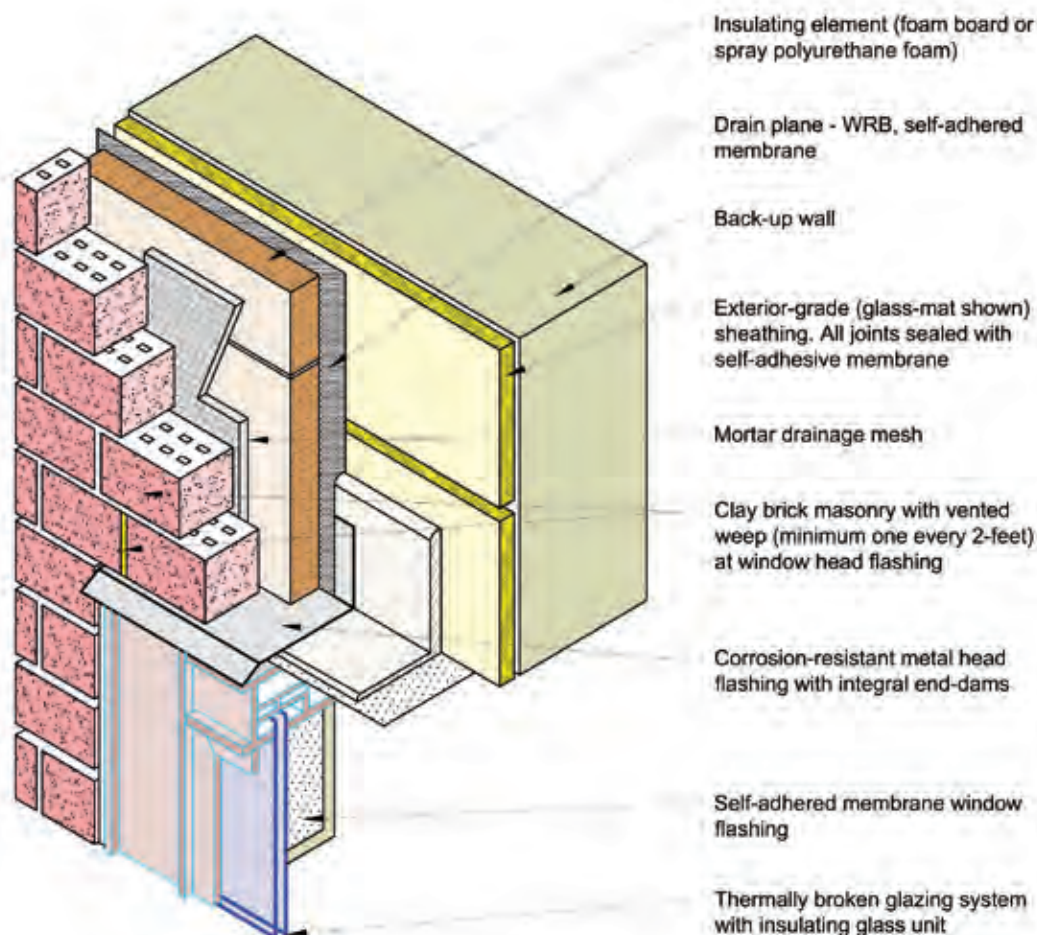 Insulating element (foam board or
spray polyurethane foam)
Drain plane - WRB, self-adhered
membrane
Back-up wall
Exterior-grade (glass-mat shown)
sheathing. All joints sealed with
self-adhesive membrane
Mortar drainage mesh
Clay brick masonry with vented
weep (minimum one every 2-feet)
at window head flashing
Corrosion-resistant metal head
flashing with integral end-dams
Self-adhered membrane window
flashing
Thermally broken glazing system
with insulating glass unit